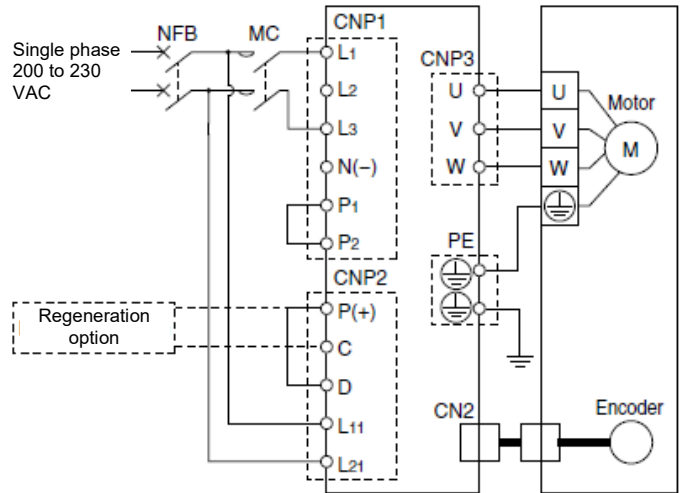 Single phase
200 to 230
VAC
NFB
MC
CNP1
L1
L2
L3
N(−)
P1
P2
CNP2
P(+)
C
D
L11
L21
Regeneration
option
CNP3
U
V
W
PE
CN2
U
V
W
Motor
M
Encoder